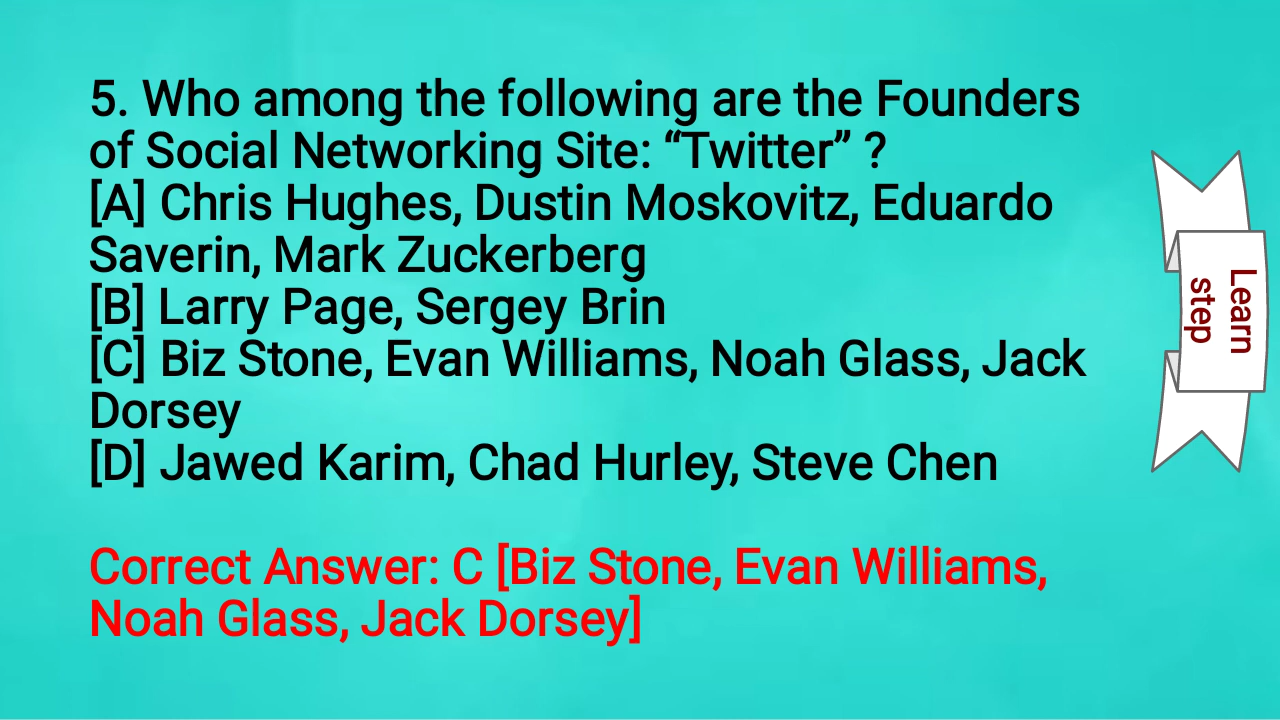 5. Who among the following are the Founders
of Social Networking Site: “Twitter” ?
[A] Chris Hughes, Dustin Moskovitz, Eduardo
Saverin, Mark Zuckerberg
[B] Larry Page, Sergey Brin
[C] Biz Stone, Evan Williams, Noah Glass, Jack
Dorsey
[D] Jawed Karim, Chad Hurley, Steve Chen
Correct Answer: C [Biz Stone, Evan Williams,
Noah Glass, Jack Dorsey]
Learn
step